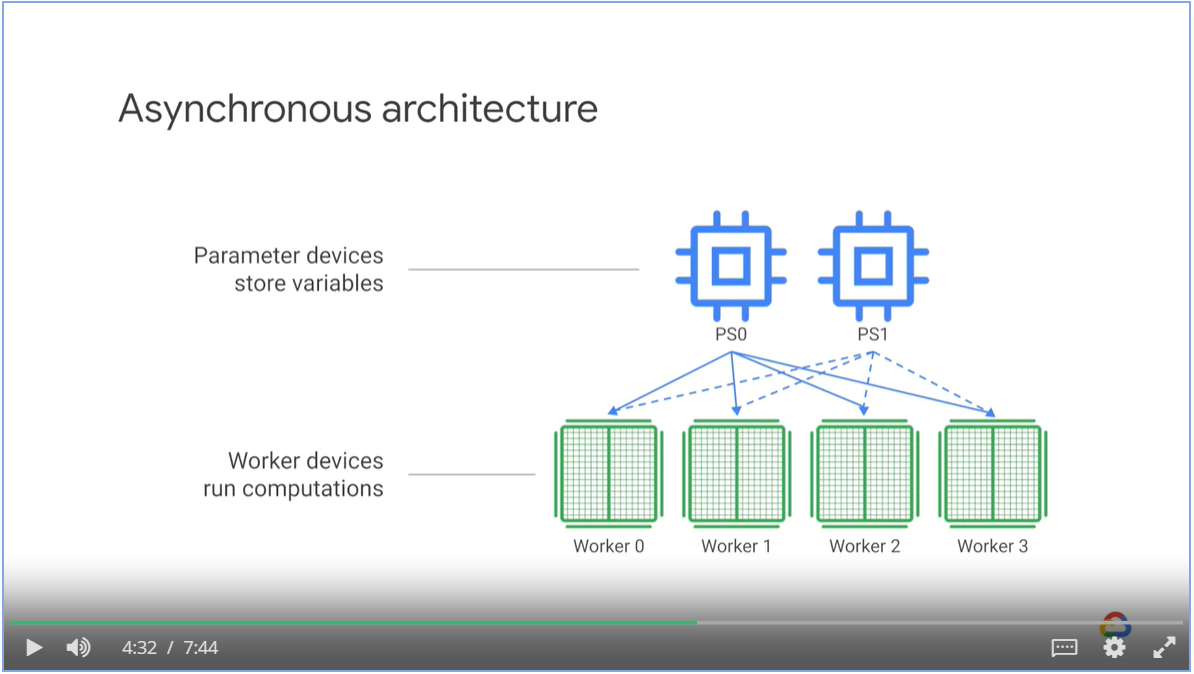 Asynchronous architecture
Parameter devices
store variables
PS0
PS1
Worker devices
run computations
Worker 0
Worker 1
Worker 2
Worker 3
4:32 / 7:44